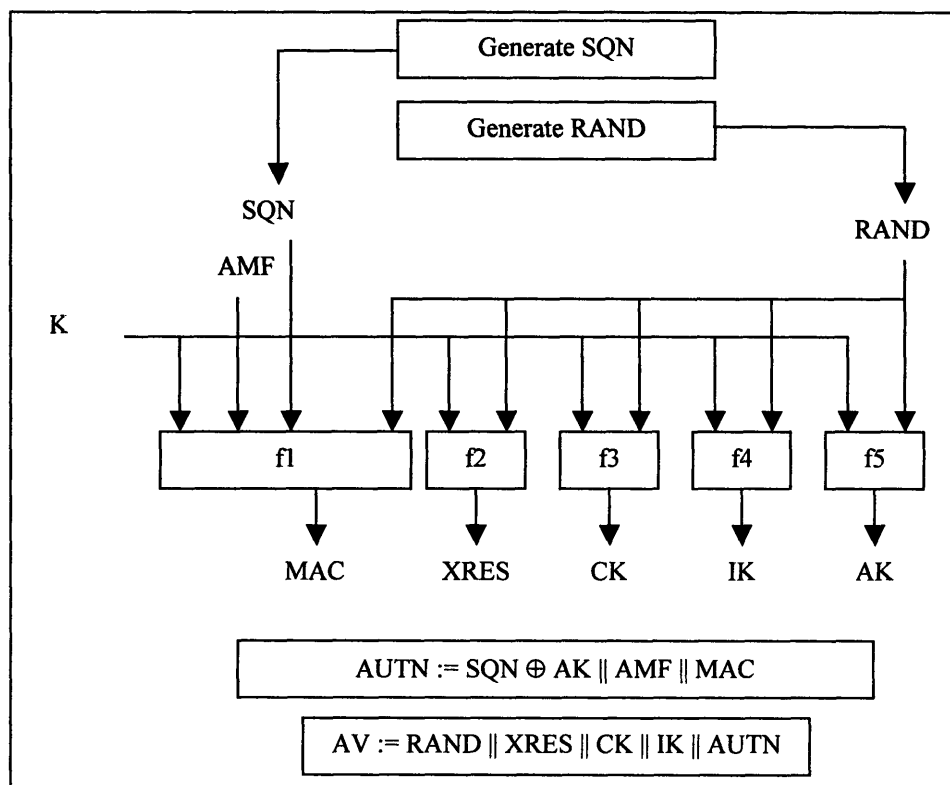 Generate SQN
Generate RAND
SQN
RAND
AMF
K
f1 f2 f3 f4 f5
MAC XRES CK IK AK
AUTN := SQN ⊕ AK || AMF || MAC
AV := RAND || XRES || CK || IK || AUTN